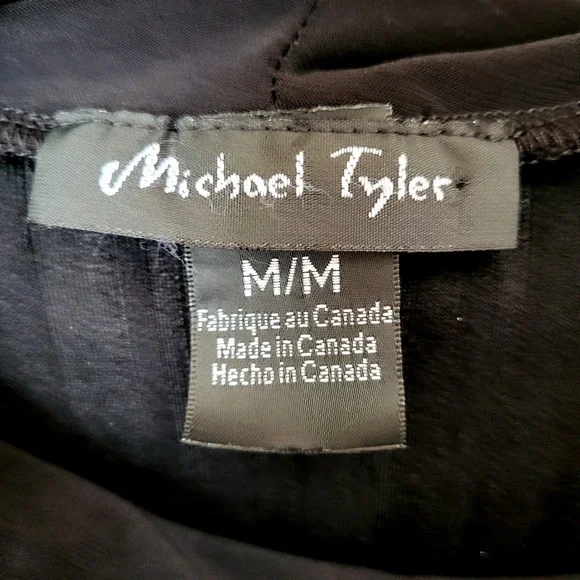 Michael Tyler
M/M
Fabrique au Canada
Made in Canada
Hecho in Canada